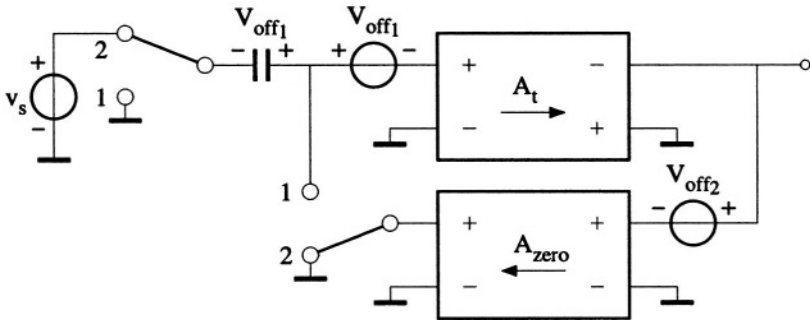 V_off1 V_off1
2
- + + -
+ -
+
v_s
A_t
1
-
- +
1
V_off2
- +
+ +
2
A_zero
- -